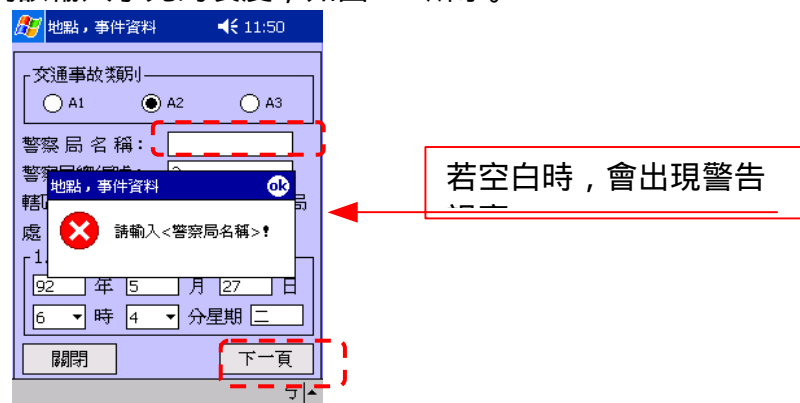 地點，事件資料 11:50
交通事故類別
A1 A2 A3
警察局名稱：
地點，事件資料 ok
請輸入<警察局名稱>！
若空白時，會出現警告
處
1.
92 年 5 月 27 日
6 時 4 分星期 二
關閉 下一頁